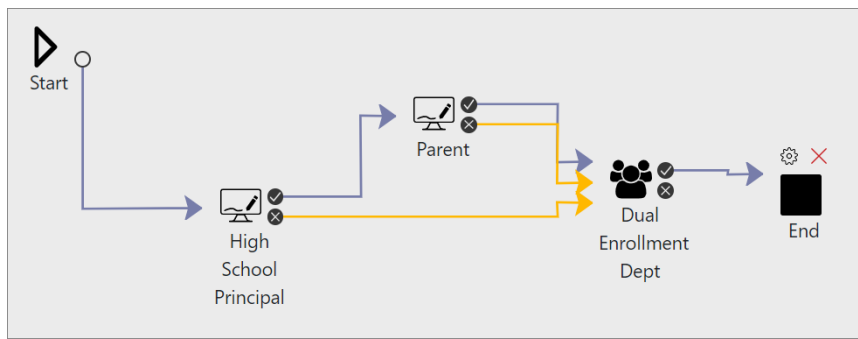 Start
Parent
High
School
Principal
Dual
Enrollment
Dept
End